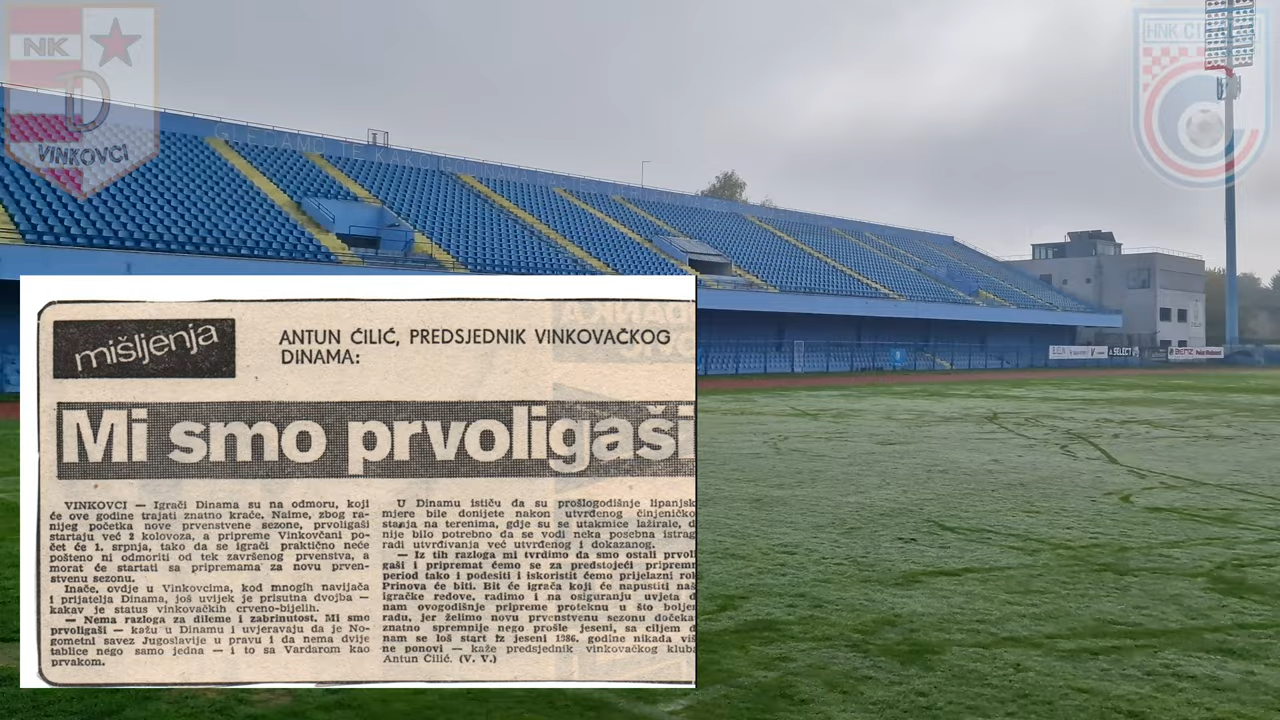 NK
VINKOVCI
HNK CI
GLEDAMO
mišljenja
ANTUN ĆILIĆ, PREDSJEDNIK VINKOVAČKOG
DINAMA:
Mi smo prvoligaši
VINKOVCI — Igrači Dinama su na odmoru, koji
će ove godine trajati znatno kraće. Naime, zbog ra-
nijeg početka nove prvenstvene sezone, prvoligaši
startaju već 2 kolovoza, a pripreme Vinkovčani po-
čet će 1. srpnja, tako da se igrači praktično neće
pošteno ni odmoriti od tek završenog prvenstva, a
morat će startati sa pripremama za novu prven-
stvenu sezonu.
Inače, ovdje u Vinkovcima, kod mnogih navijača
i prijatelja Dinama, još uvijek je prisutna dvojba —
kakav je status vinkovačkih crveno-bijelih.
— Nema razloga za dileme i zabrinutost. Mi smo
prvoligaši — kažu u Dinamu i uvjeravaju da je No-
gometni savez Jugoslavije u pravu i da nema dvije
tablice nego samo jedna — i to sa Vardarom kao
prvakom.
U Dinamu ističu da su prošlogodišnje lipanjsk
mjere bile donijete nakon utvrđenog činjeničko
stanja na terenima, gdje su se utakmice lažirale, d
nije bilo potrebno da se vodi neka posebna istrag
radi utvrđivanja već utvrđenog i dokazanog.
— Iz tih razloga mi tvrdimo da smo ostali prvoli
gaši i pripremat ćemo se za predstojeći pripremn
period tako i podesiti i iskoristit ćemo prijelazni rok
Prinova će biti. Bit će igrača koji će napustiti naš
igračke redove, radimo i na osiguranju uvjeta d
nam ovogodišnje pripreme proteknu u što boljem
radu, jer želimo novu prvenstvenu sezonu dočeka
znatno spremnije nego prošle jeseni, sa ciljem d
nam se loš start iz jeseni 1986. godine nikada viš
ne ponovi — kaže predsjednik vinkovačkog kluba
Antun Ćilić. (V. V.)
SELECT